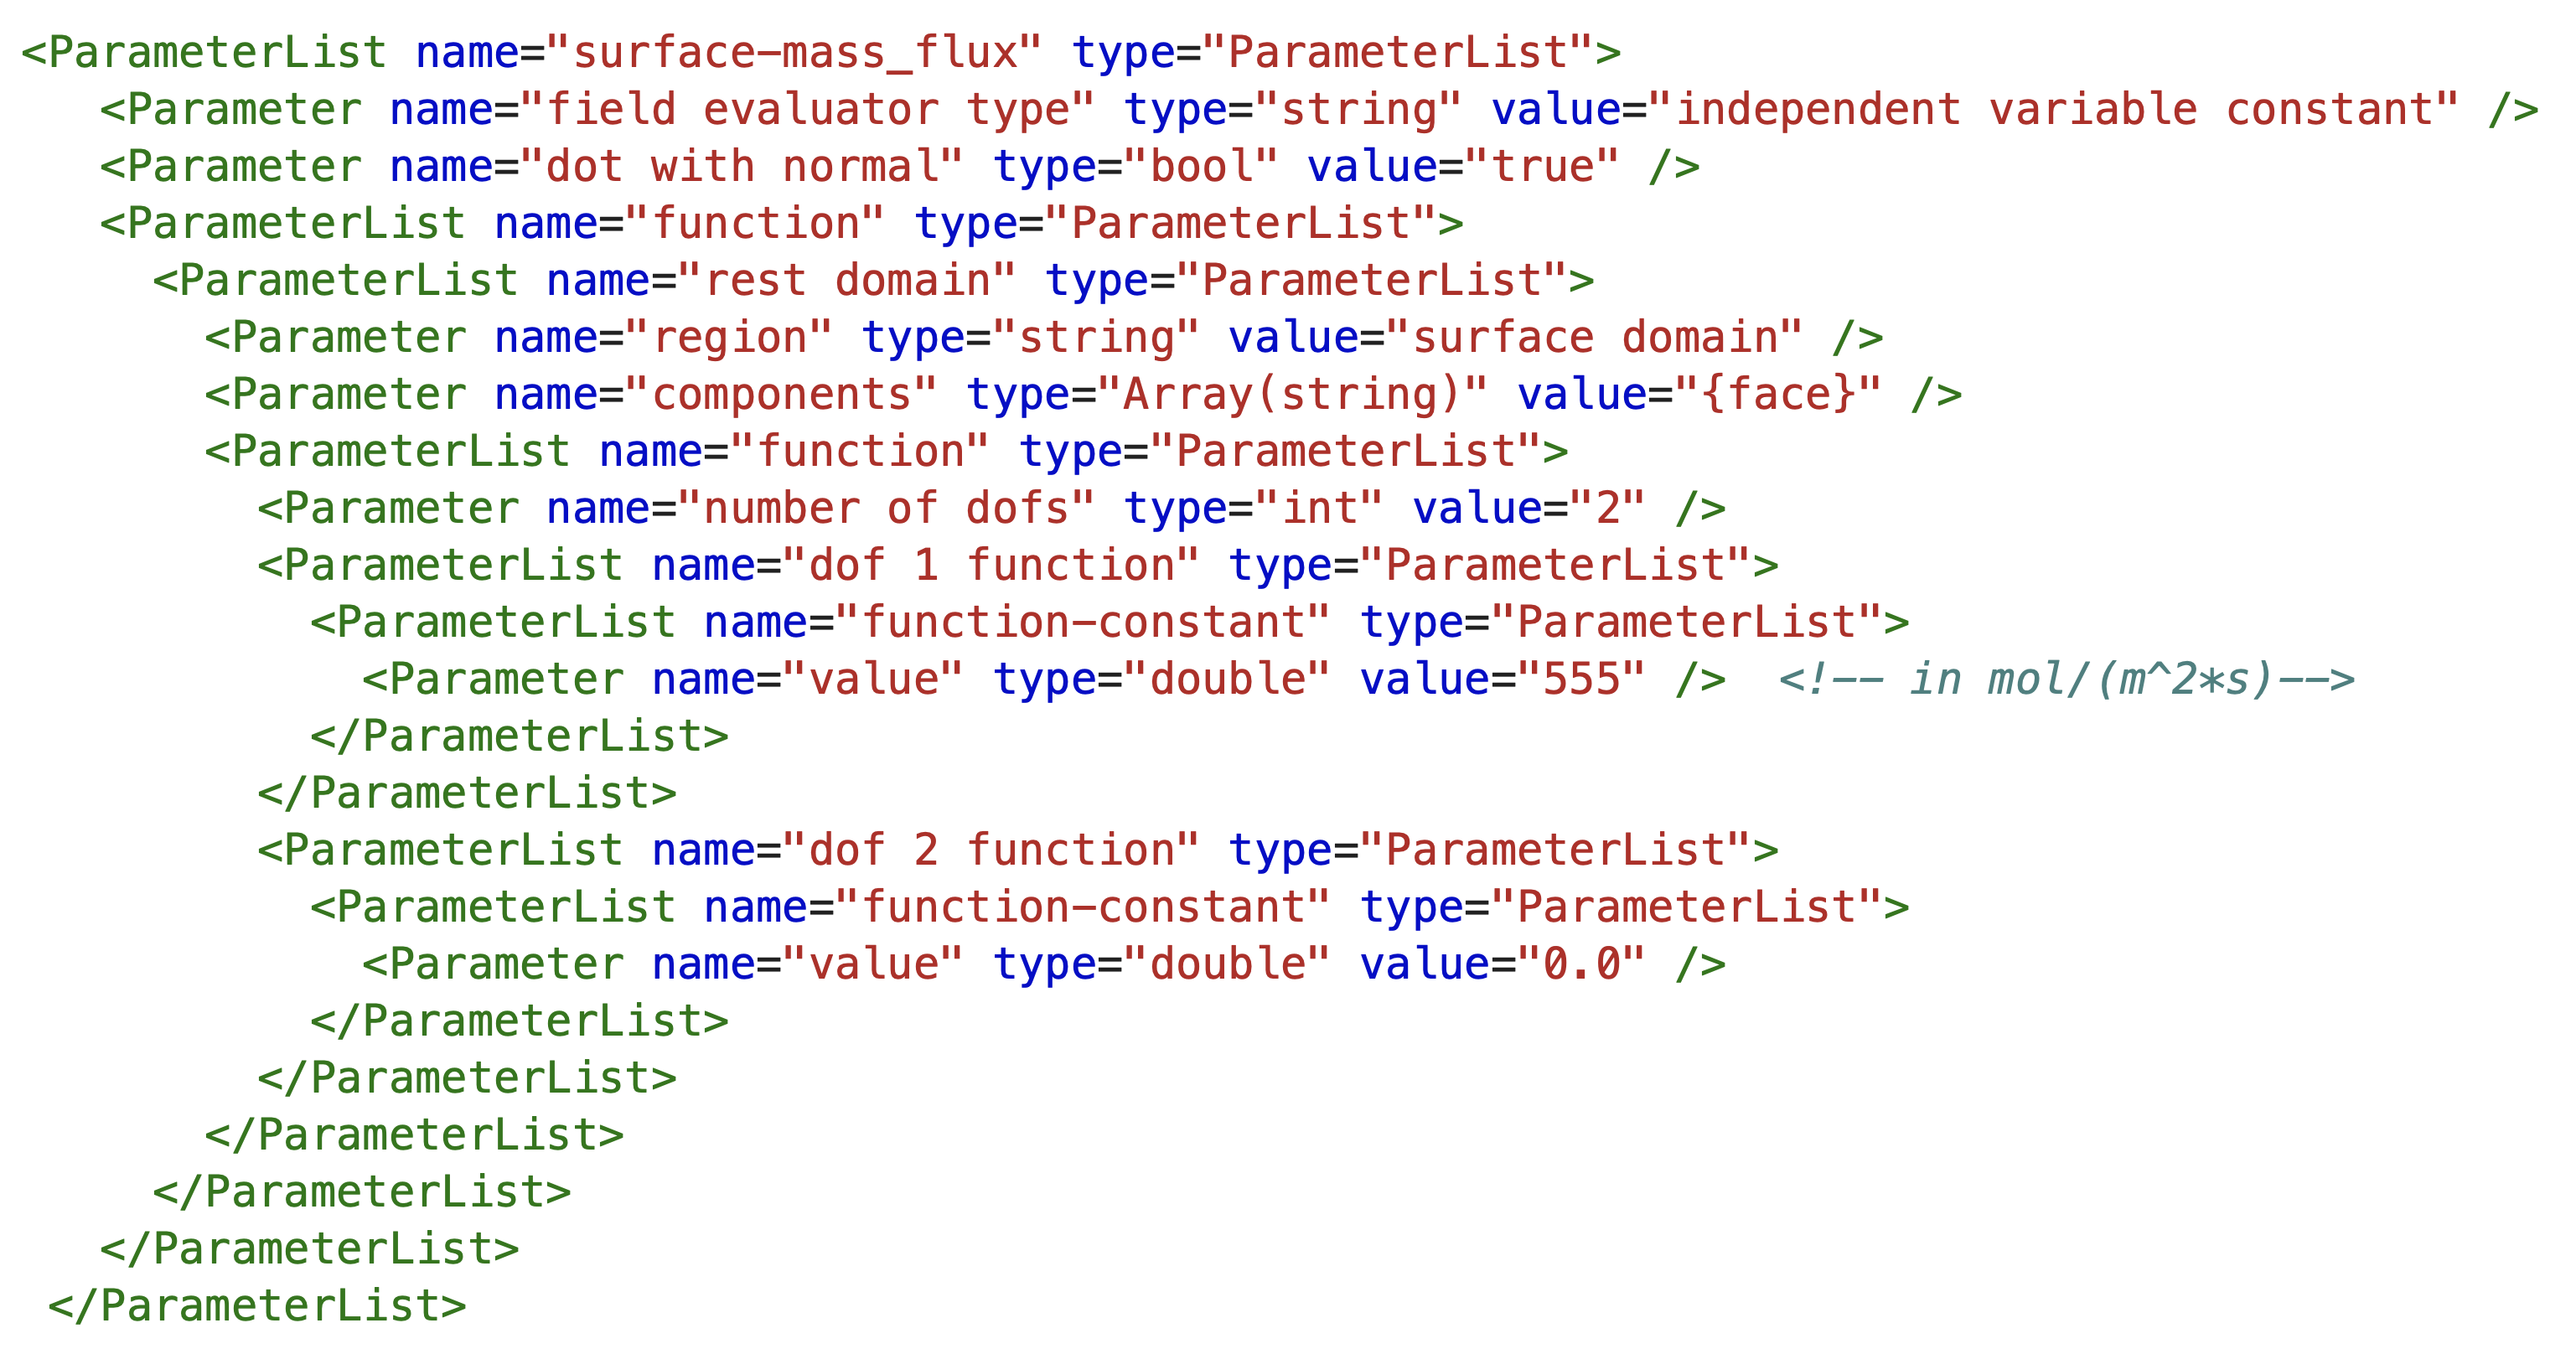 <ParameterList name="surface-mass_flux" type="ParameterList">
   <Parameter name="field evaluator type" type="string" value="independent variable constant" />
   <Parameter name="dot with normal" type="bool" value="true" />
   <ParameterList name="function" type="ParameterList">
     <ParameterList name="rest domain" type="ParameterList">
       <Parameter name="region" type="string" value="surface domain" />
       <Parameter name="components" type="Array(string)" value="{face}" />
       <ParameterList name="function" type="ParameterList">
         <Parameter name="number of dofs" type="int" value="2" />
         <ParameterList name="dof 1 function" type="ParameterList">
           <ParameterList name="function-constant" type="ParameterList">
             <Parameter name="value" type="double" value="555" />  <!-- in mol/(m^2*s)-->
           </ParameterList>
         </ParameterList>
         <ParameterList name="dof 2 function" type="ParameterList">
           <ParameterList name="function-constant" type="ParameterList">
             <Parameter name="value" type="double" value="0.0" />
           </ParameterList>
         </ParameterList>
       </ParameterList>
     </ParameterList>
   </ParameterList>
 </ParameterList>